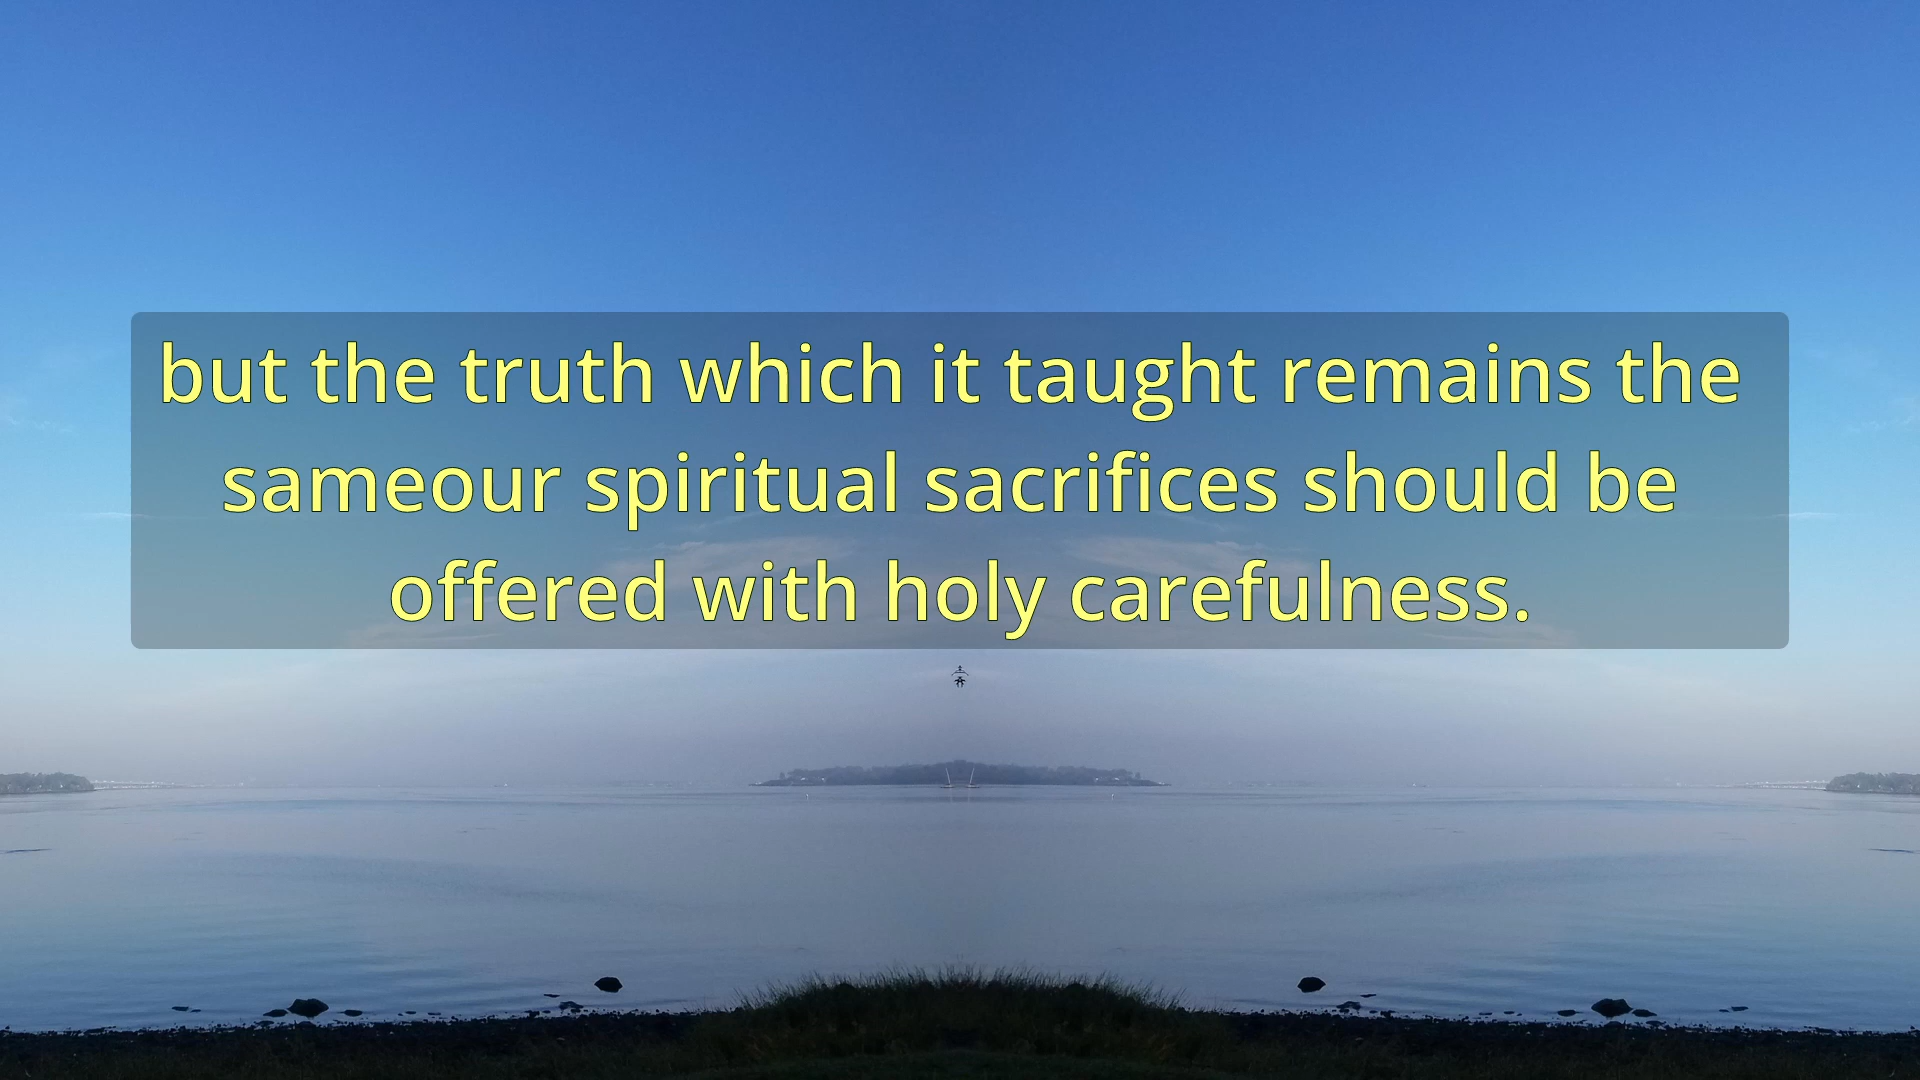 but the truth which it taught remains the
sameour spiritual sacrifices should be
offered with holy carefulness.